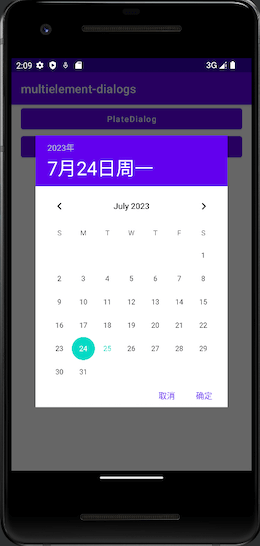 2:09
3G
multielement-dialogs
PlateDialog
2023年
7月24日周一
July 2023
S M T W T F S
1
2 3 4 5 6 7 8
9 10 11 12 13 14 15
16 17 18 19 20 21 22
23 24 25 26 27 28 29
30 31
取消 确定